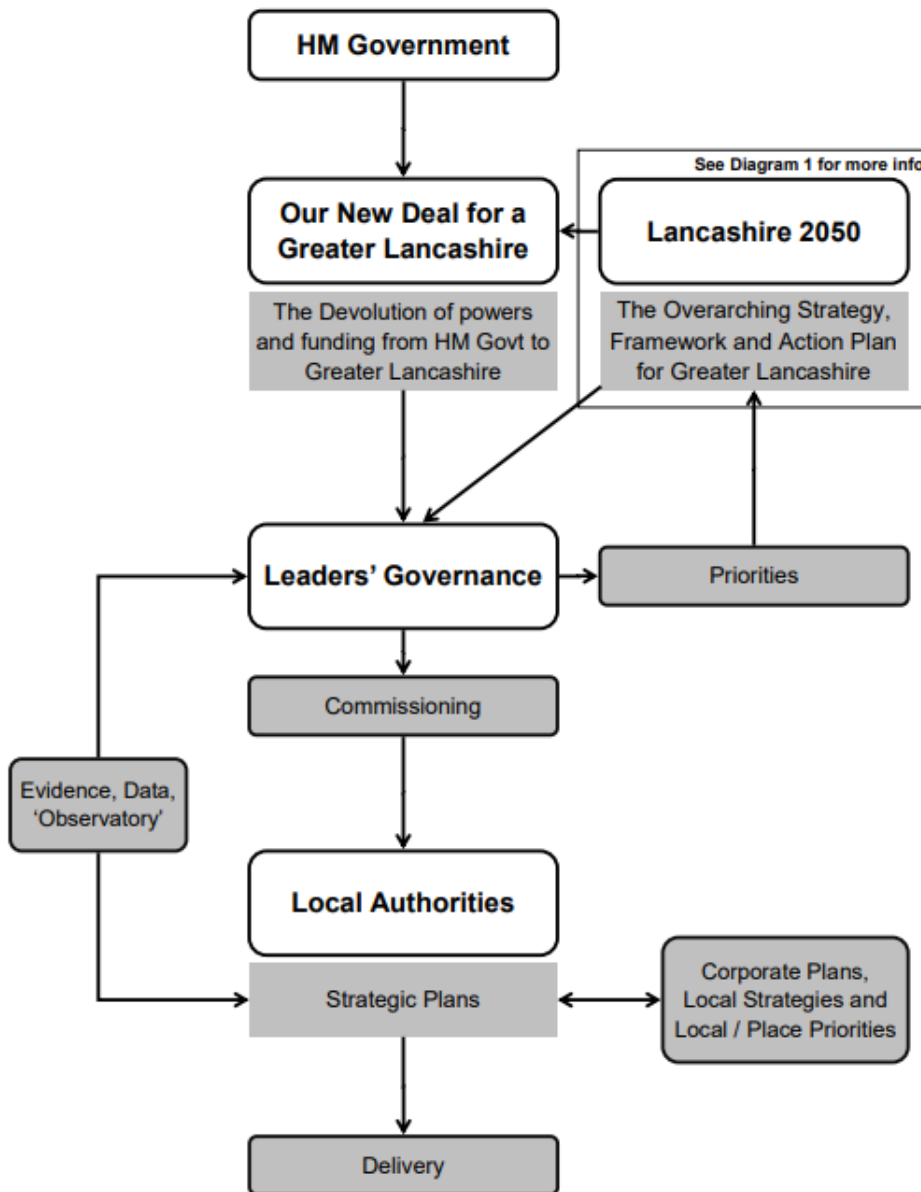 HM Government
See Diagram 1 for more info
Our New Deal for a
Greater Lancashire
Lancashire 2050
The Devolution of powers
and funding from HM Govt to
Greater Lancashire
The Overarching Strategy,
Framework and Action Plan
for Greater Lancashire
Leaders’ Governance
Priorities
Commissioning
Evidence, Data,
‘Observatory’
Local Authorities
Strategic Plans
Corporate Plans,
Local Strategies and
Local / Place Priorities
Delivery